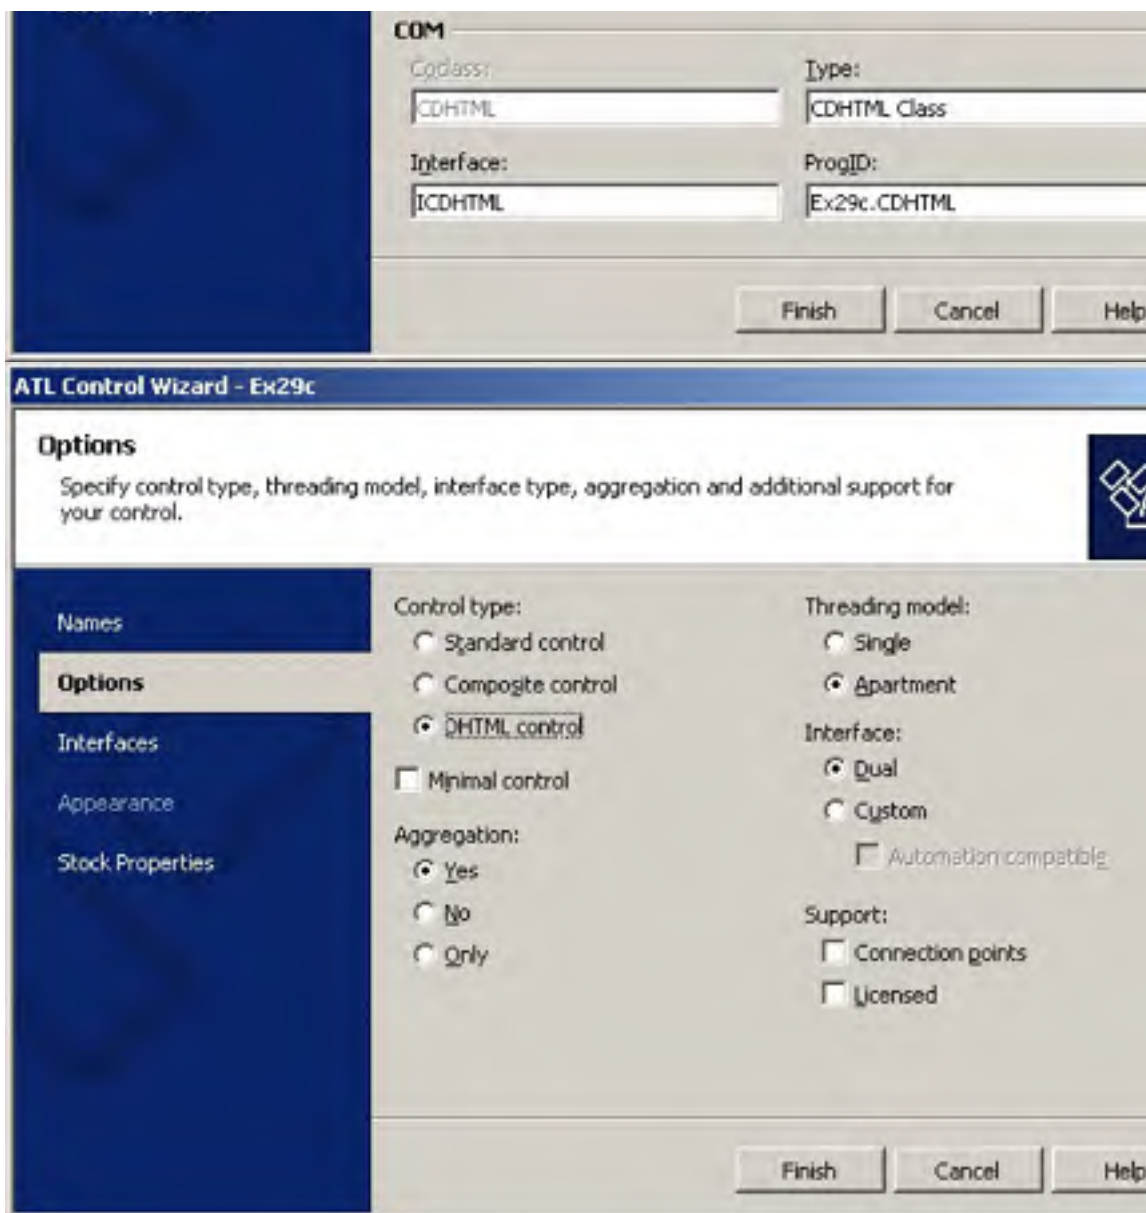 COM
Coclass:
Type:
CDHTML
CDHTML Class
Interface:
ProgID:
ICDHTML
Ex29c.CDHTML
Finish
Cancel
Help
ATL Control Wizard - Ex29c
Options
Specify control type, threading model, interface type, aggregation and additional support for
your control.
Names
Options
Interfaces
Appearance
Stock Properties
Control type:
Standard control
Composite control
DHTML control
Minimal control
Aggregation:
Yes
No
Only
Threading model:
Single
Apartment
Interface:
Dual
Custom
Automation compatible
Support:
Connection points
Licensed
Finish
Cancel
Help